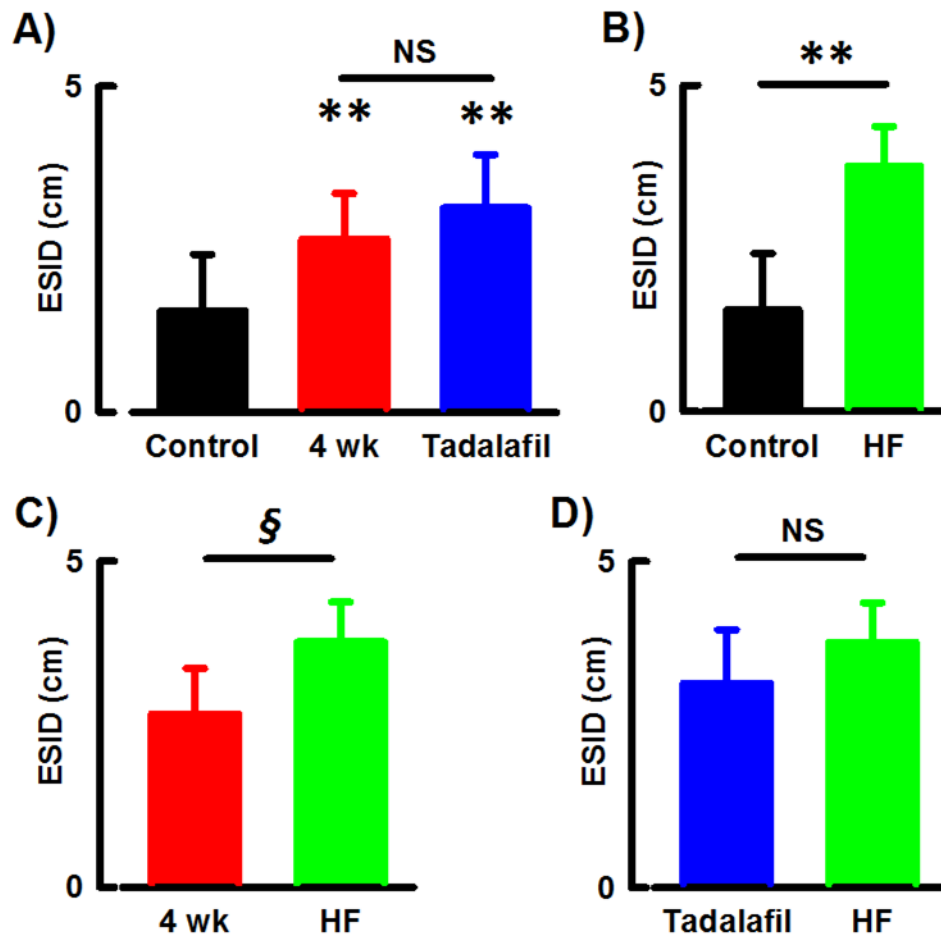 A)
NS
5
** **
ESID (cm)
0
Control 4 wk Tadalafil
B)
**
5
ESID (cm)
0
Control HF
C)
§
5
ESID (cm)
0
4 wk HF
D)
NS
5
ESID (cm)
0
Tadalafil HF